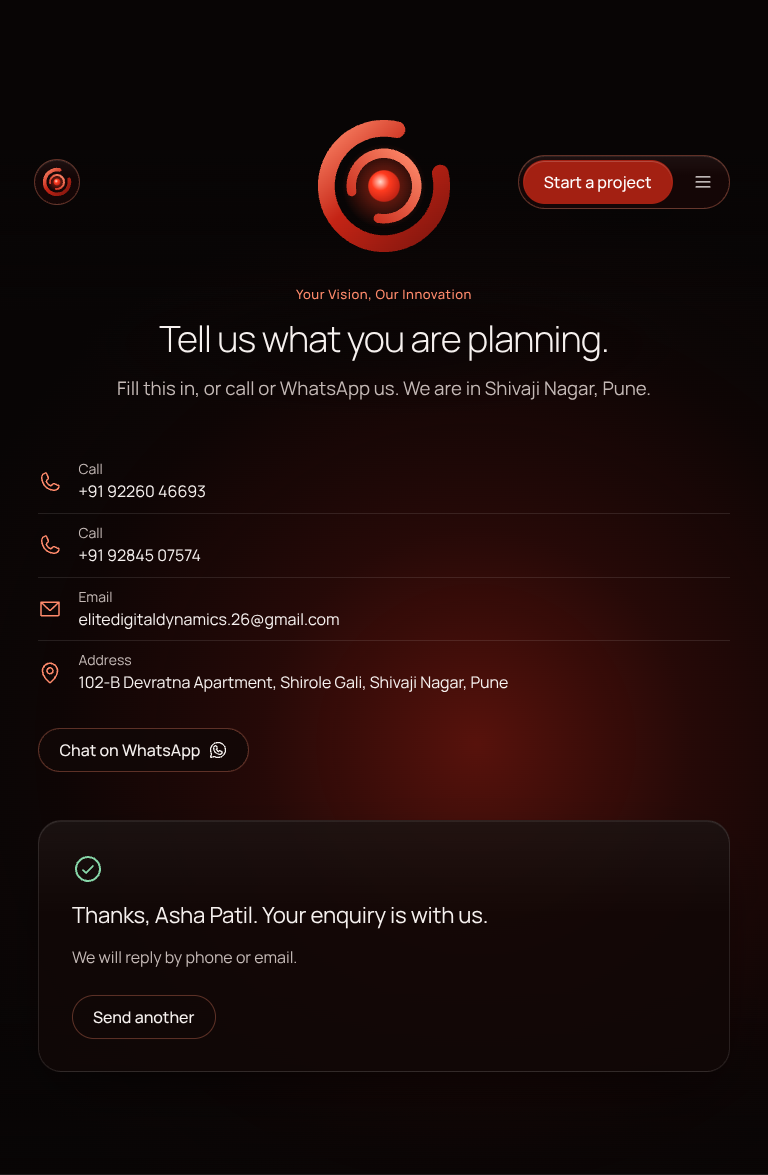 Start a project
Your Vision, Our Innovation
Tell us what you are planning.
Fill this in, or call or WhatsApp us. We are in Shivaji Nagar, Pune.
Call
+91 92260 46693
Call
+91 92845 07574
Email
elitedigitaldynamics.26@gmail.com
Address
102-B Devratna Apartment, Shirole Gali, Shivaji Nagar, Pune
Chat on WhatsApp
Thanks, Asha Patil. Your enquiry is with us.
We will reply by phone or email.
Send another